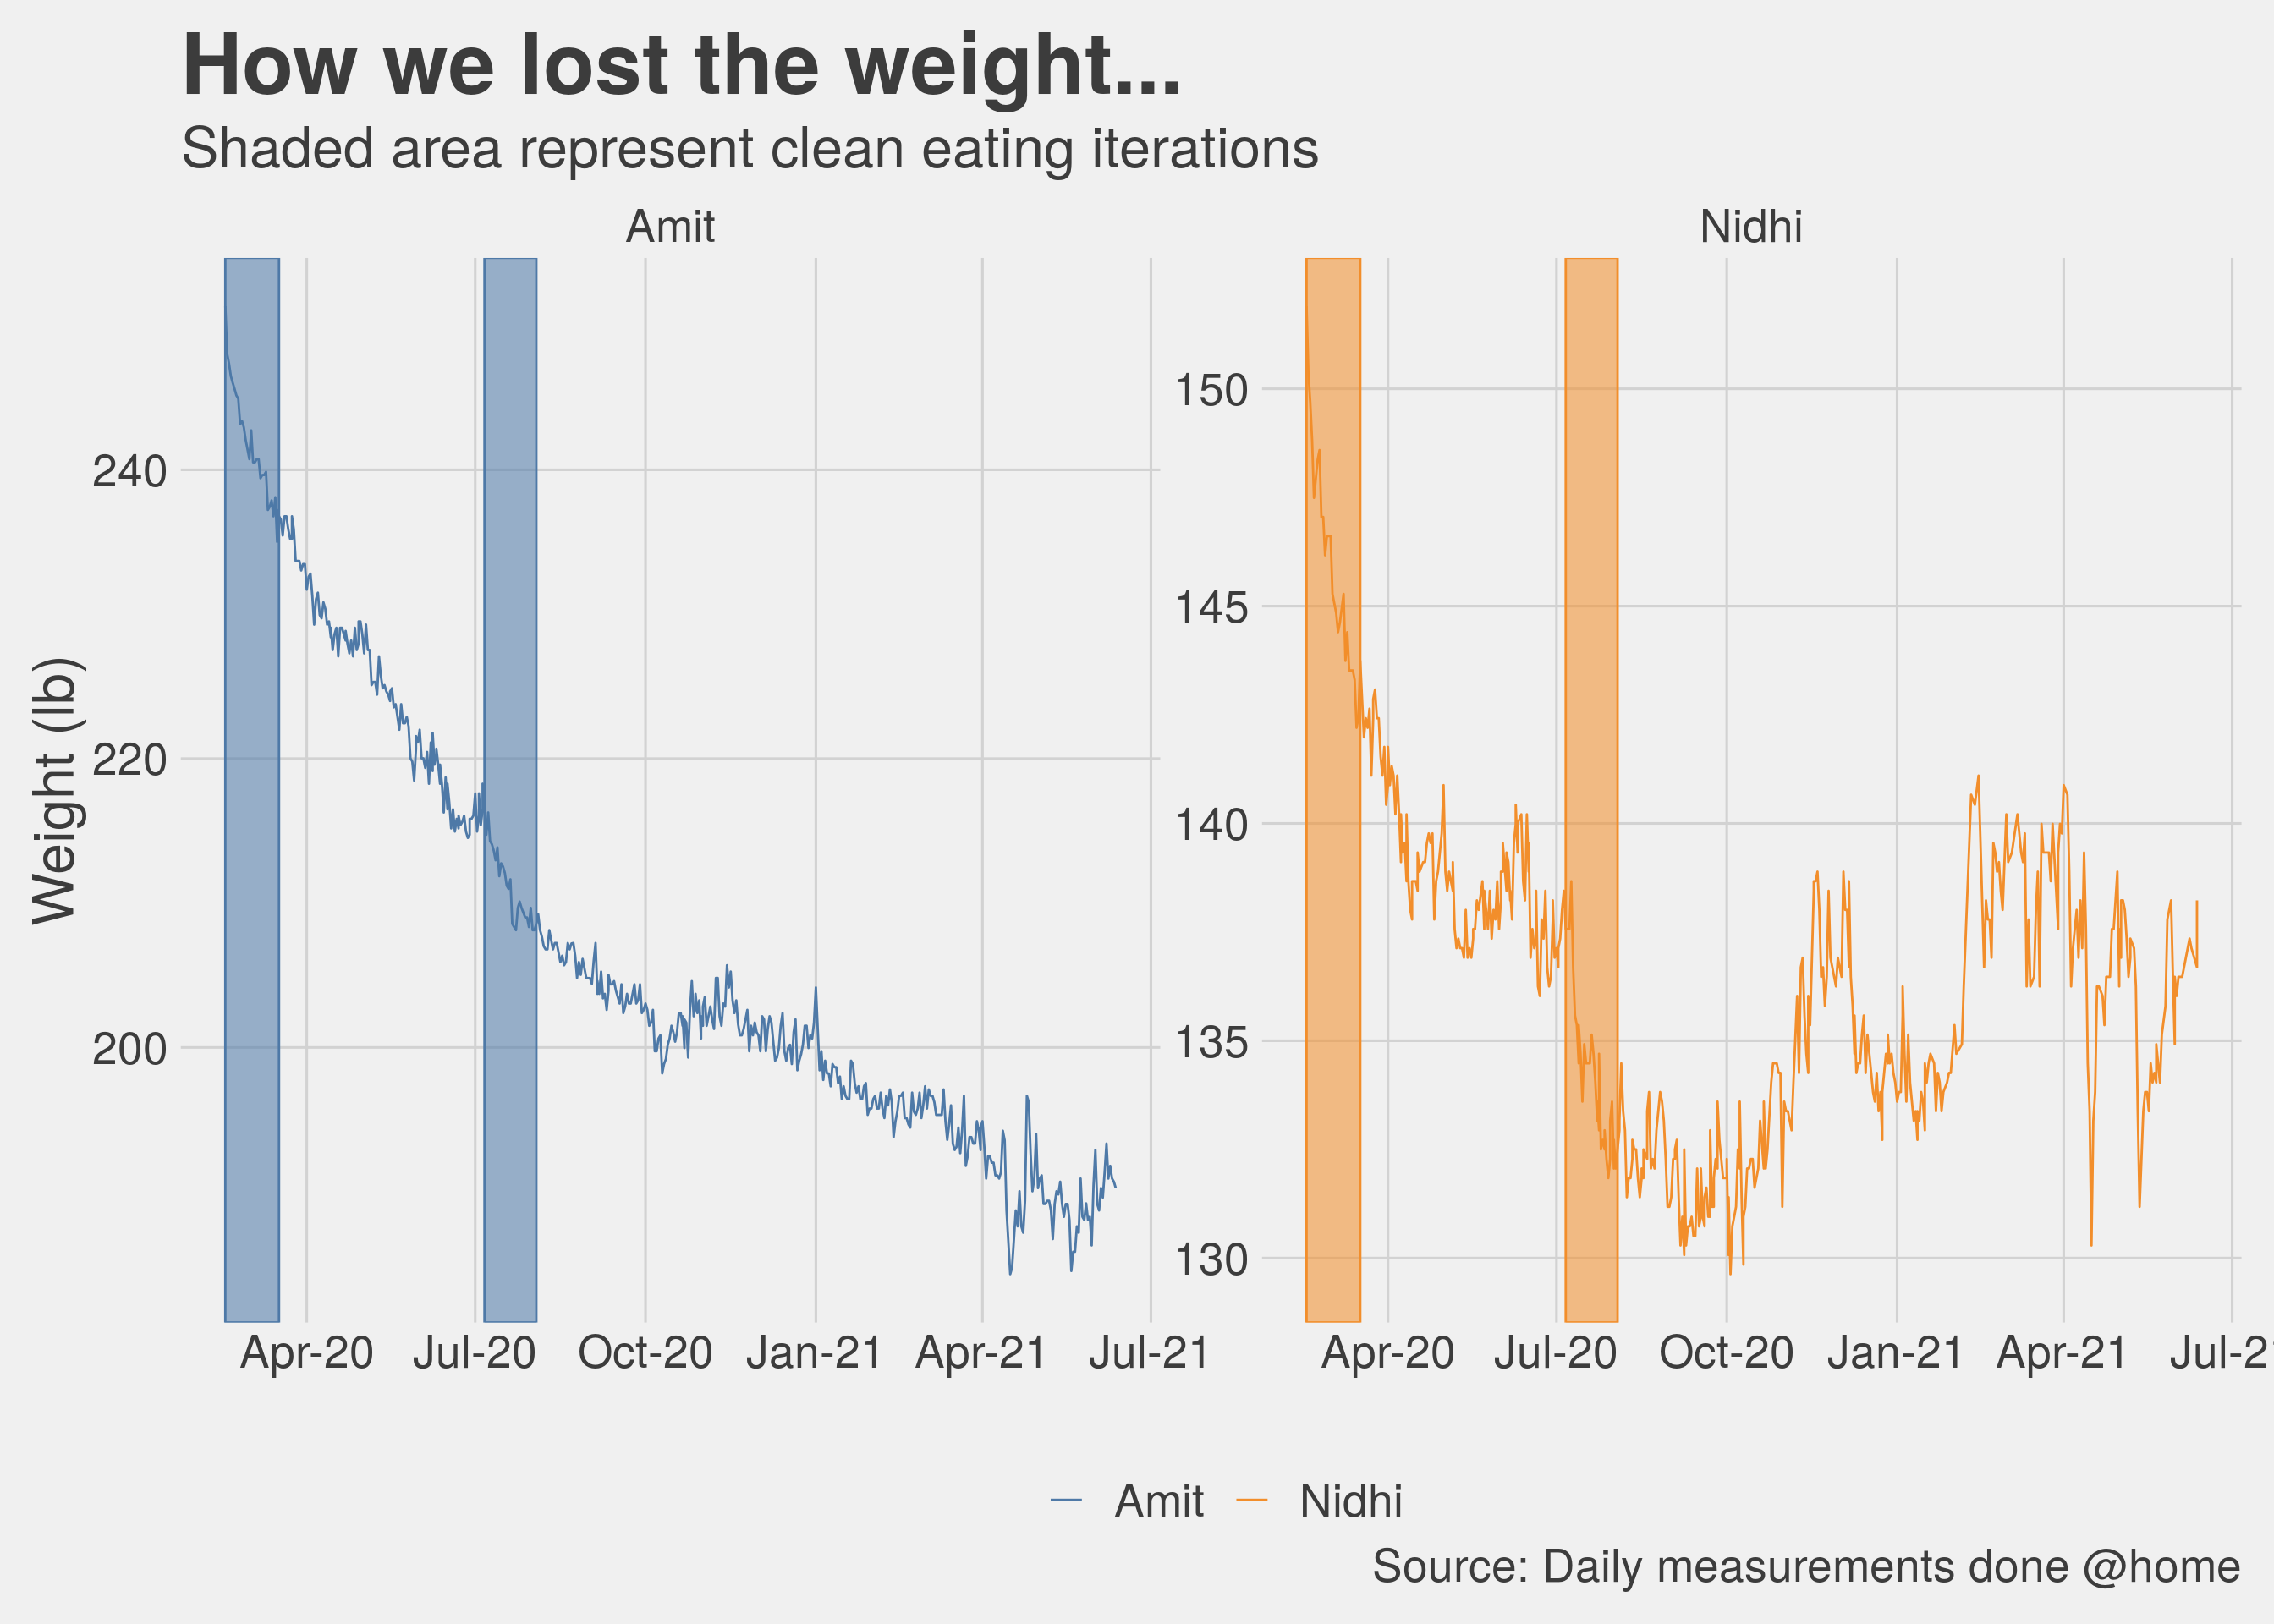 How we lost the weight...
Shaded area represent clean eating iterations
Amit
Nidhi
Weight (lb)
240
220
200
150
145
140
135
130
Apr-20 Jul-20 Oct-20 Jan-21 Apr-21 Jul-21
Apr-20 Jul-20 Oct-20 Jan-21 Apr-21 Jul-21
Amit Nidhi
Source: Daily measurements done @home